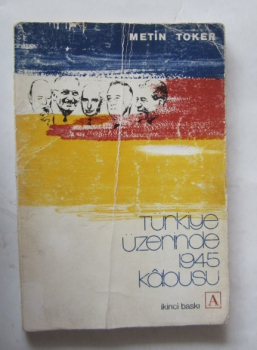 METİN TOKER
Türkiye
üzerinde
1945
kâbusu
ikinci baskı A